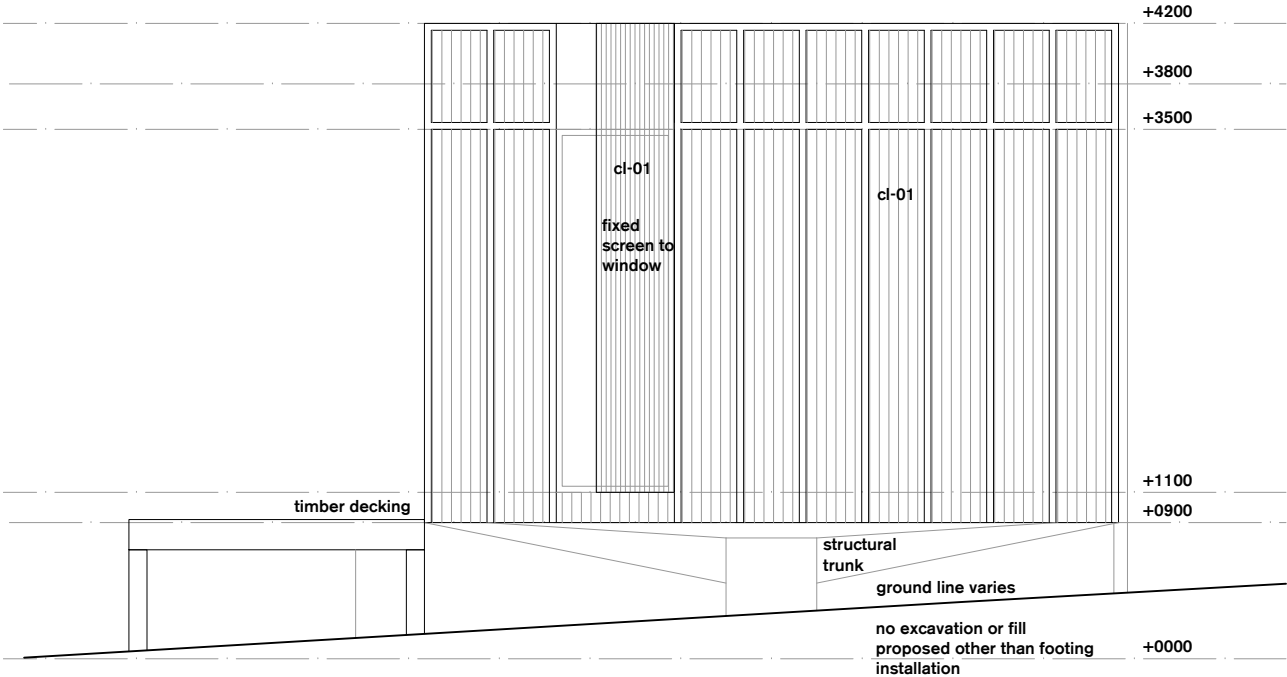 +4200
+3800
+3500
cl-01
cl-01
fixed
screen to
window
+1100
timber decking
+0900
structural
trunk
ground line varies
no excavation or fill
proposed other than footing
installation
+0000